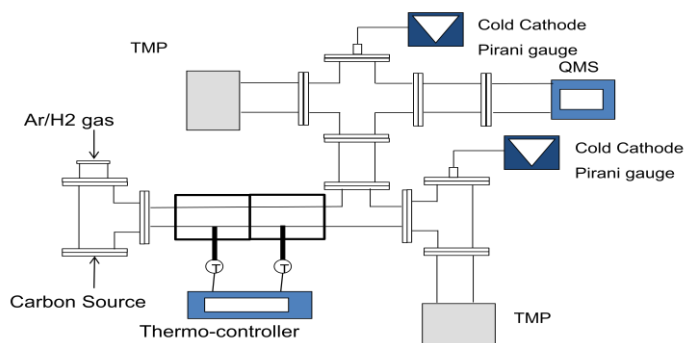 Cold Cathode
Pirani gauge
TMP
QMS
Ar/H2 gas
Cold Cathode
Pirani gauge
T
T
Carbon Source
Thermo-controller
TMP